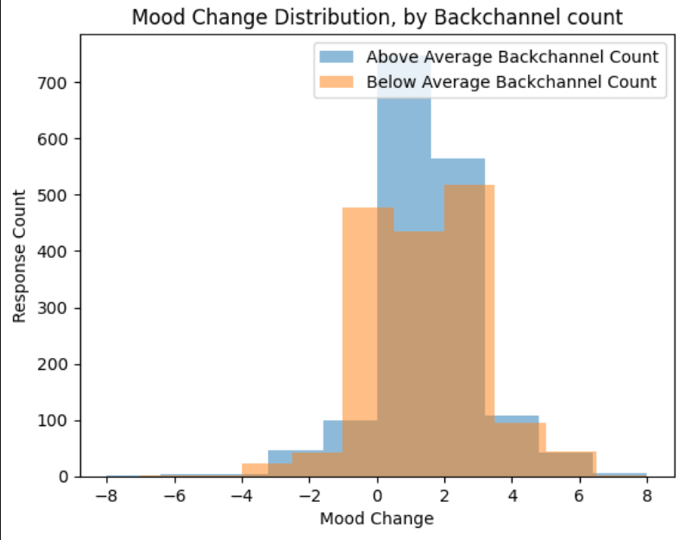 Mood Change Distribution, by Backchannel count
Above Average Backchannel Count
Below Average Backchannel Count
Response Count
700
600
500
400
300
200
100
0
−8 −6 −4 −2 0 2 4 6 8
Mood Change